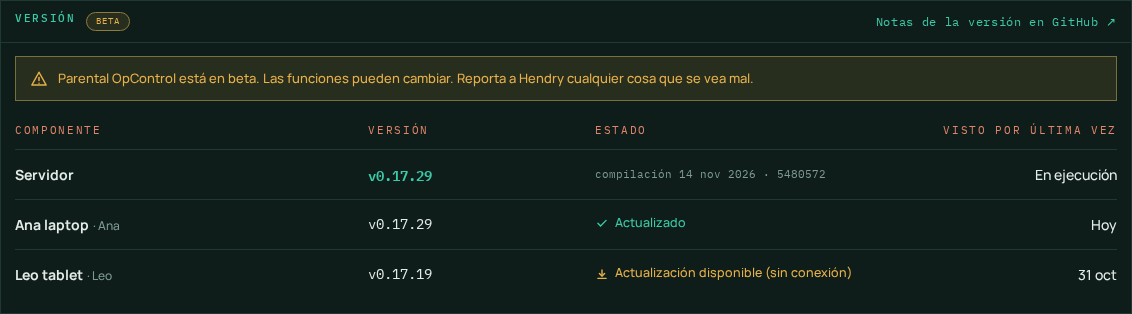 VERSIÓN BETA Notas de la versión en GitHub ↗
Parental OpControl está en beta. Las funciones pueden cambiar. Reporta a Hendry cualquier cosa que se vea mal.
COMPONENTE VERSIÓN ESTADO VISTO POR ÚLTIMA VEZ
Servidor v0.17.29 compilación 14 nov 2026 · 5480572 En ejecución
Ana laptop · Ana v0.17.29 Actualizado Hoy
Leo tablet · Leo v0.17.19 Actualización disponible (sin conexión) 31 oct